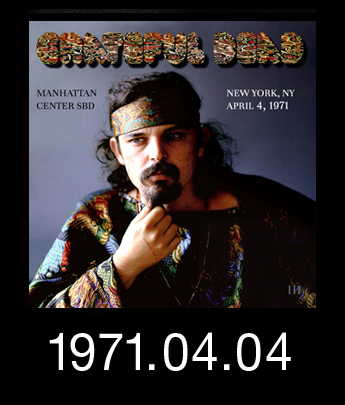 GRATEFUL DEAD
MANHATTAN
CENTER SBD
NEW YORK, NY
APRIL 4, 1971
1971.04.04